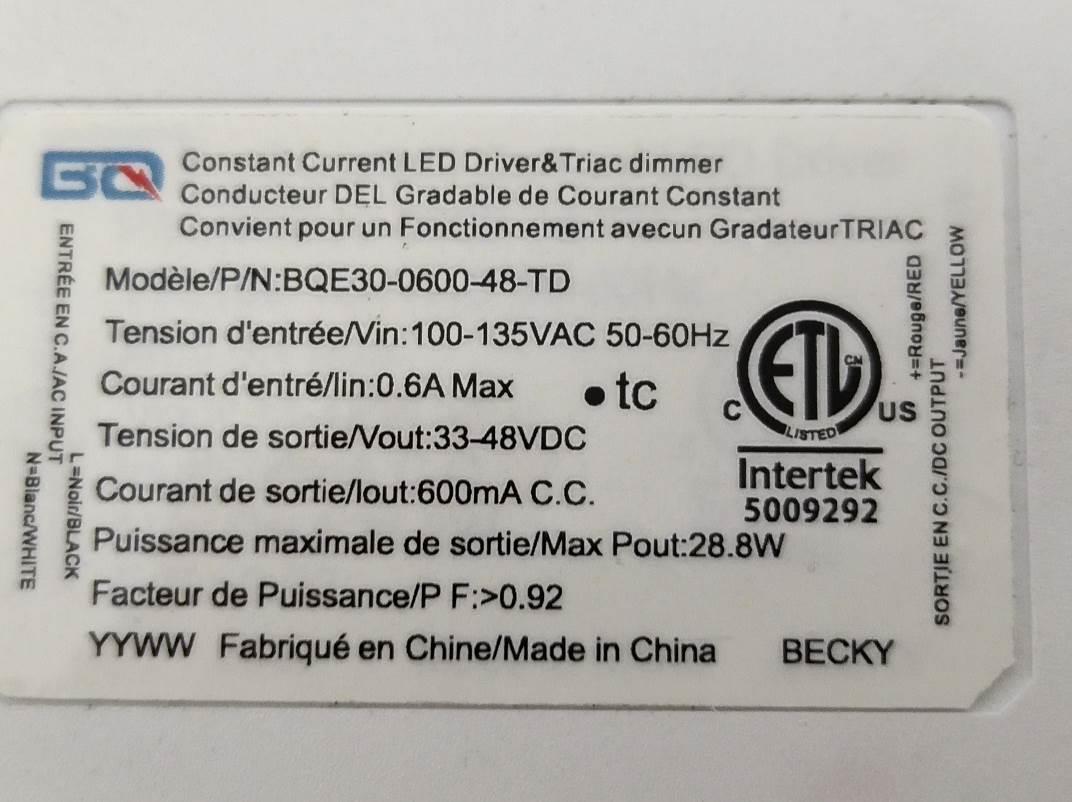 BQ
Constant Current LED Driver&Triac dimmer
Conducteur DEL Gradable de Courant Constant
Convient pour un Fonctionnement avecun GradateurTRIAC
Modèle/P/N:BQE30-0600-48-TD
Tension d'entrée/Vin:100-135VAC 50-60Hz
Courant d'entré/Iin:0.6A Max
•tc
Tension de sortie/Vout:33-48VDC
Courant de sortie/Iout:600mA C.C.
Puissance maximale de sortie/Max Pout:28.8W
Facteur de Puissance/P F:>0.92
YYWW Fabriqué en Chine/Made in China BECKY
ENTRÉE EN C.A./AC INPUT
L=Noir/BLACK
N=Blanc/WHITE
C ETL CM US
LISTED
Intertek
5009292
+=Rouge/RED
SORTJE EN C.C./DC OUTPUT
-=Jaune/YELLOW